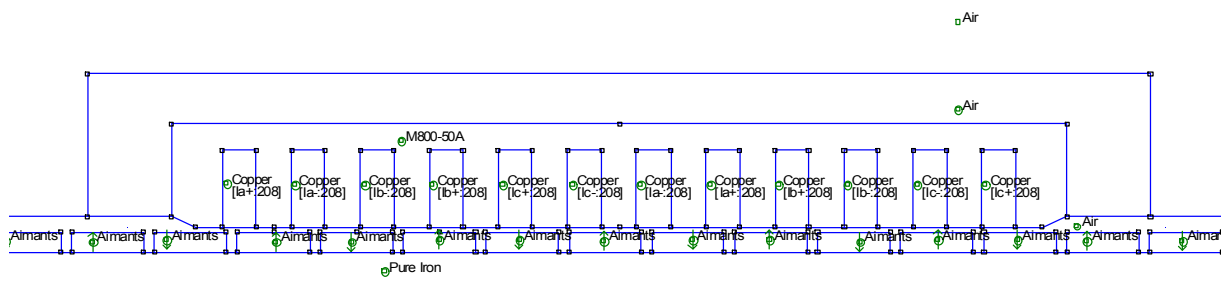 Air
Air
M800-50A
Copper
[Ia+:208]
Copper
[Ia-:208]
Copper
[Ib-:208]
Copper
[Ib+:208]
Copper
[Ic+:208]
Copper
[Ic-:208]
Copper
[Ia-:208]
Copper
[Ia+:208]
Copper
[Ib+:208]
Copper
[Ib-:208]
Copper
[Ic-:208]
Copper
[Ic+:208]
Air
Aimants
Aimants
Aimants
Aimants
Aimants
Aimants
Aimants
Aimants
Aimants
Aimants
Aimants
Aimants
Aimants
Aimants
Pure Iron